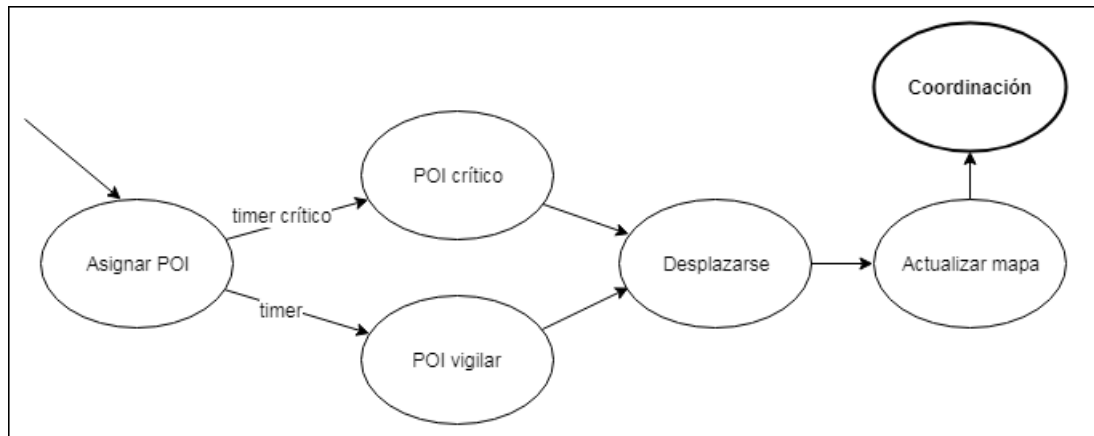 Coordinación
POI crítico
timer crítico
Asignar POI
Desplazarse
Actualizar mapa
timer
POI vigilar